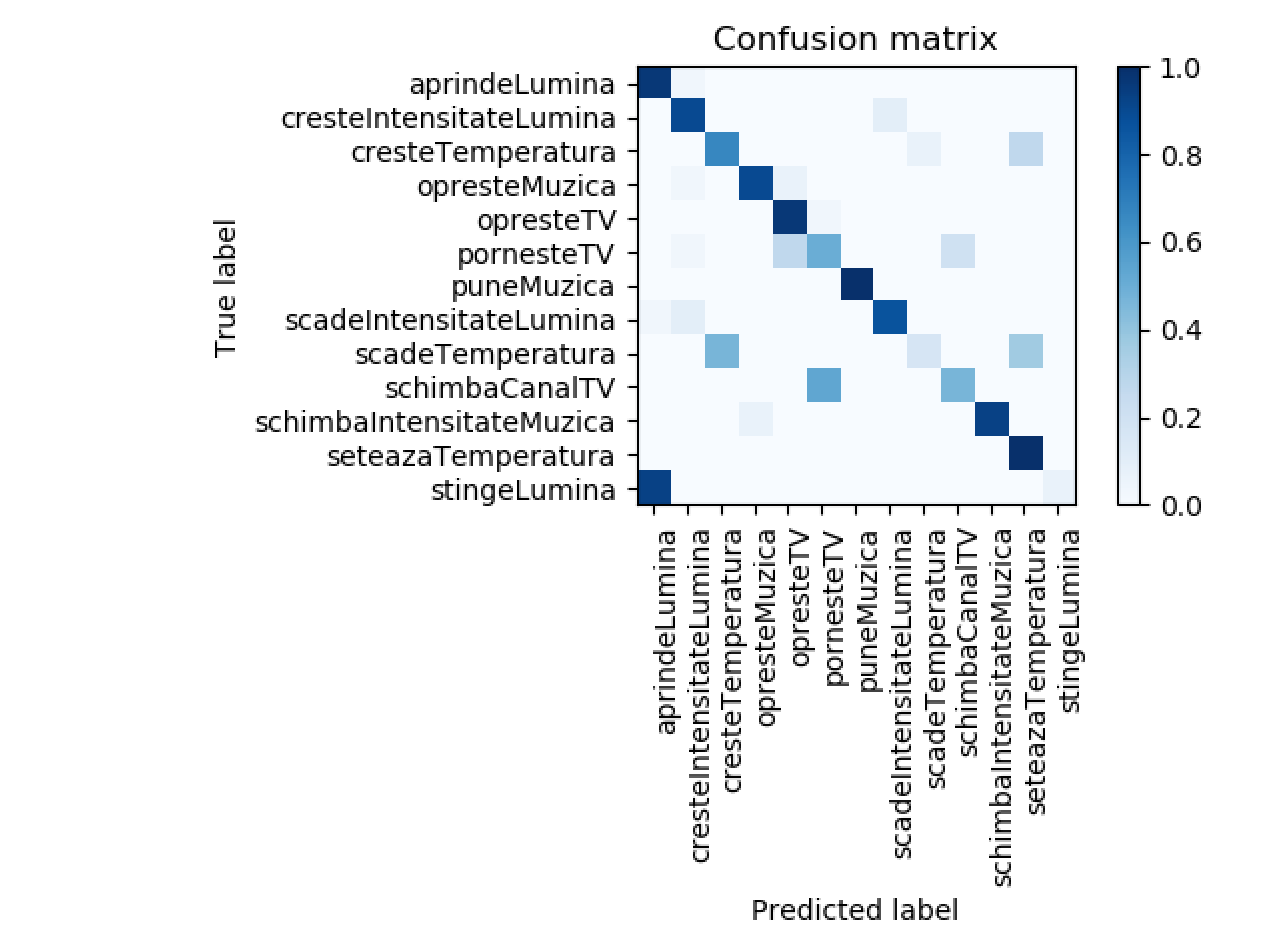 Confusion matrix
True label
aprindeLumina
cresteIntensitateLumina
cresteTemperatura
opresteMuzica
opresteTV
pornesteTV
puneMuzica
scadeIntensitateLumina
scadeTemperatura
schimbaCanalTV
schimbaIntensitateMuzica
seteazaTemperatura
stingeLumina
1.0
0.8
0.6
0.4
0.2
0.0
aprindeLumina
cresteIntensitateLumina
cresteTemperatura
opresteMuzica
opresteTV
pornesteTV
puneMuzica
scadeIntensitateLumina
scadeTemperatura
schimbaCanalTV
schimbaIntensitateMuzica
seteazaTemperatura
stingeLumina
Predicted label